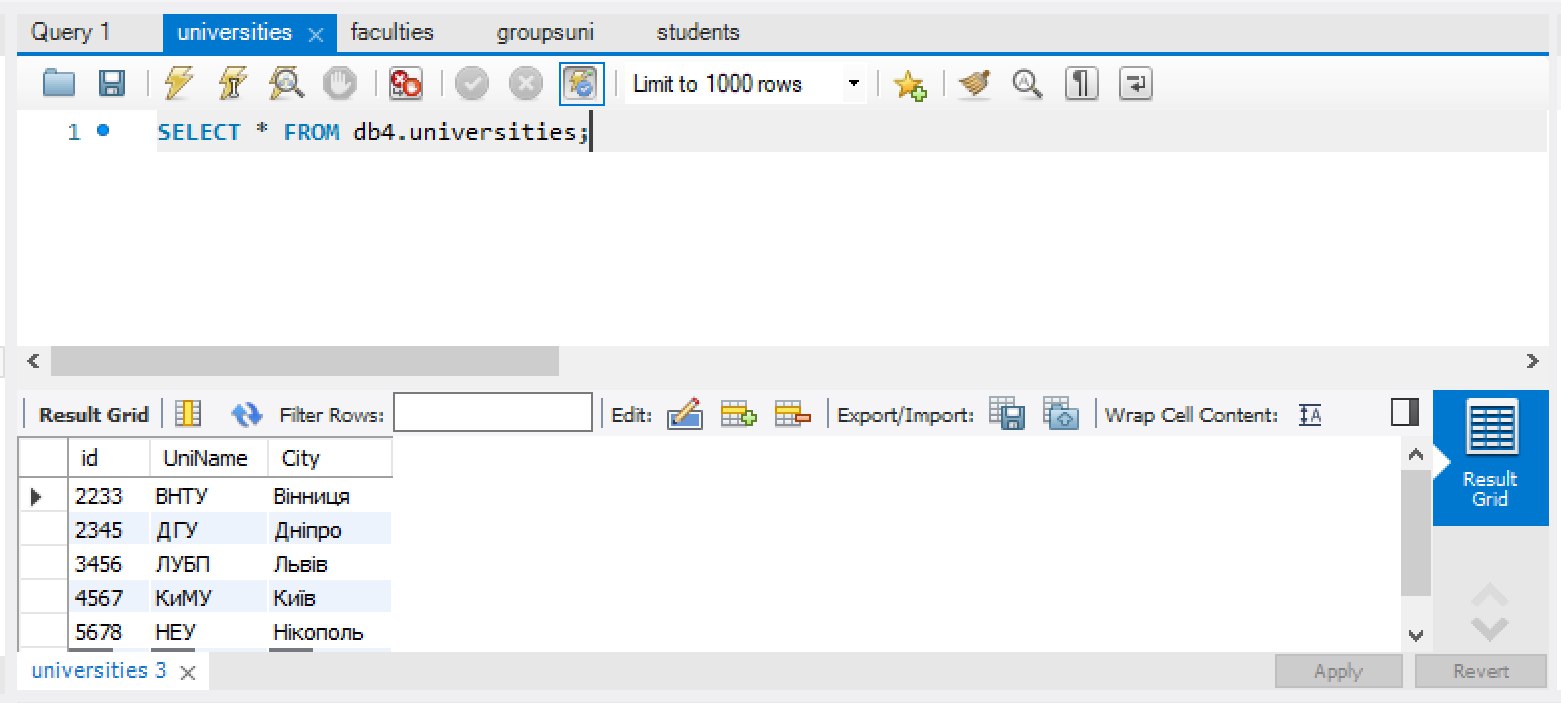 Query 1 universities faculties groupsuni students
Limit to 1000 rows
1 SELECT * FROM db4.universities;
Result Grid Filter Rows: Edit: Export/Import: Wrap Cell Content:
id UniName City
2233 ВНТУ Вінниця
2345 ДГУ Дніпро
3456 ЛУБП Львів
4567 КиМУ Київ
5678 НЕУ Нікополь
Result
Grid
universities 3 Apply Revert